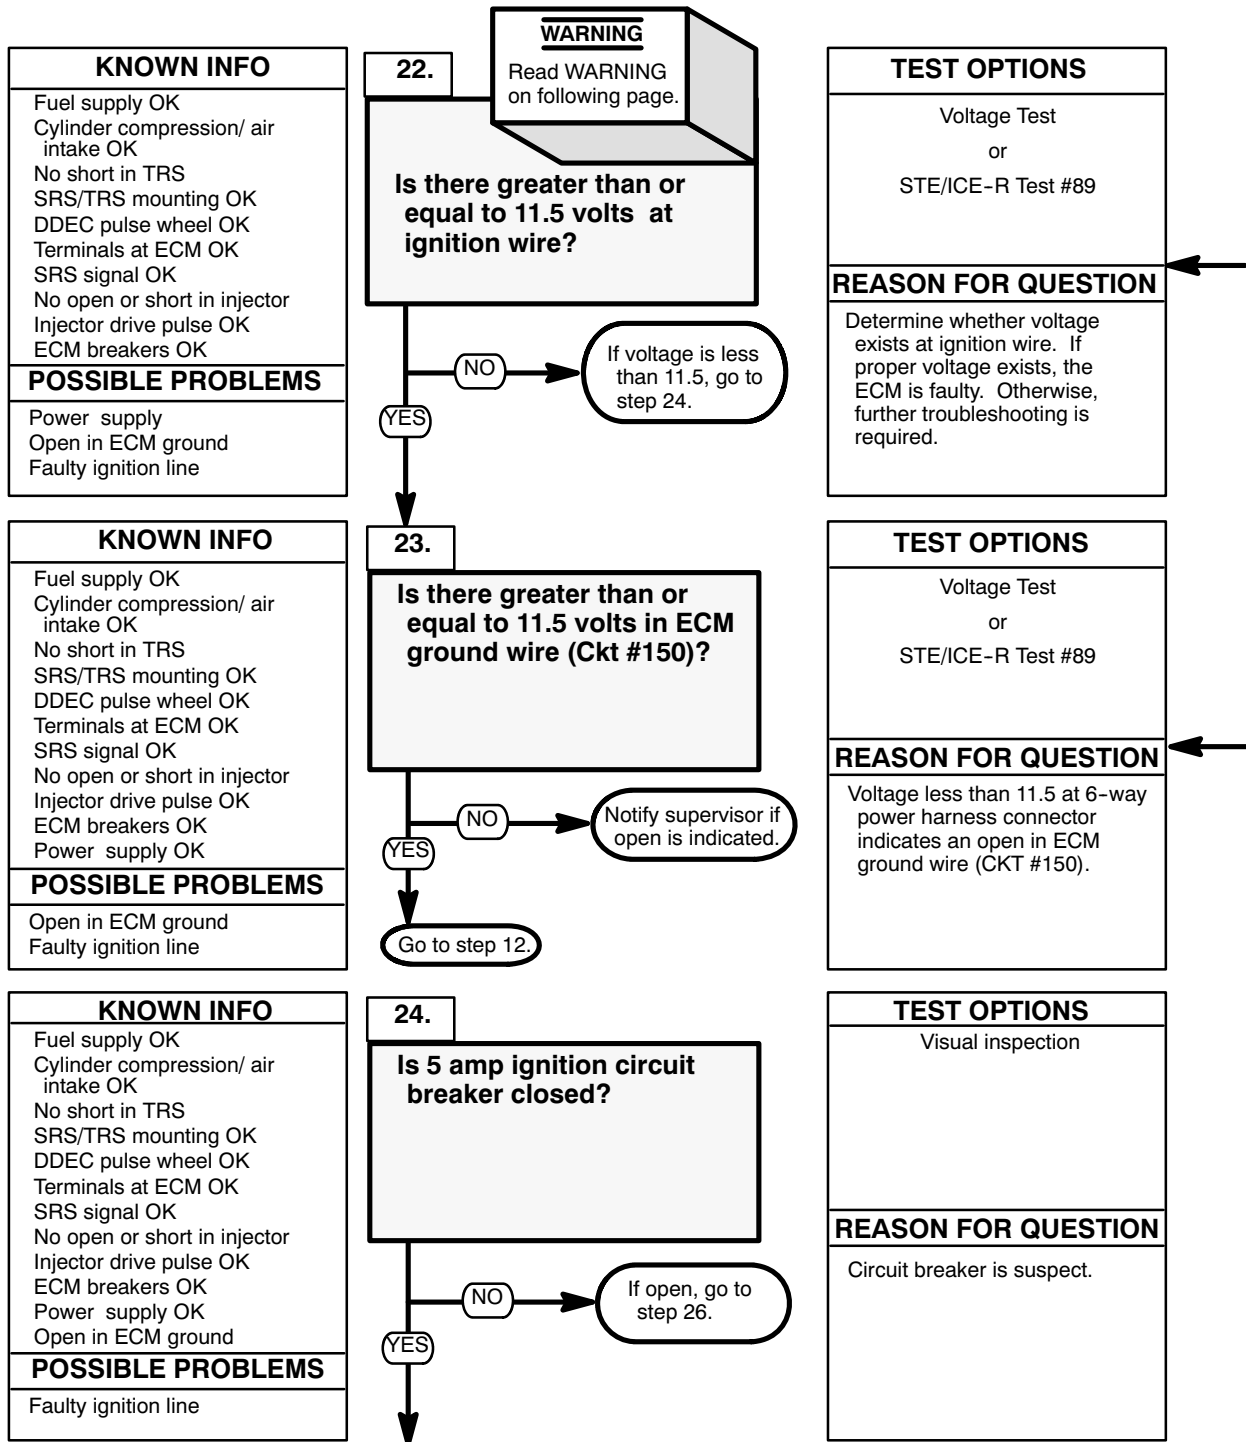 KNOWN INFO
Fuel supply OK
Cylinder compression/ air
intake OK
No short in TRS
SRS/TRS mounting OK
DDEC pulse wheel OK
Terminals at ECM OK
SRS signal OK
No open or short in injector
Injector drive pulse OK
ECM breakers OK
POSSIBLE PROBLEMS
Power supply
Open in ECM ground
Faulty ignition line
22.
WARNING
Read WARNING
on following page.
Is there greater than or
equal to 11.5 volts at
ignition wire?
NO
If voltage is less
than 11.5, go to
step 24.
YES
TEST OPTIONS
Voltage Test
or
STE/ICE-R Test #89
REASON FOR QUESTION
Determine whether voltage
exists at ignition wire. If
proper voltage exists, the
ECM is faulty. Otherwise,
further troubleshooting is
required.
KNOWN INFO
Fuel supply OK
Cylinder compression/ air
intake OK
No short in TRS
SRS/TRS mounting OK
DDEC pulse wheel OK
Terminals at ECM OK
SRS signal OK
No open or short in injector
Injector drive pulse OK
ECM breakers OK
Power supply OK
POSSIBLE PROBLEMS
Open in ECM ground
Faulty ignition line
23.
Is there greater than or
equal to 11.5 volts in ECM
ground wire (Ckt #150)?
NO
Notify supervisor if
open is indicated.
YES
Go to step 12.
TEST OPTIONS
Voltage Test
or
STE/ICE-R Test #89
REASON FOR QUESTION
Voltage less than 11.5 at 6-way
power harness connector
indicates an open in ECM
ground wire (CKT #150).
KNOWN INFO
Fuel supply OK
Cylinder compression/ air
intake OK
No short in TRS
SRS/TRS mounting OK
DDEC pulse wheel OK
Terminals at ECM OK
SRS signal OK
No open or short in injector
Injector drive pulse OK
ECM breakers OK
Power supply OK
Open in ECM ground
POSSIBLE PROBLEMS
Faulty ignition line
24.
Is 5 amp ignition circuit
breaker closed?
NO
If open, go to
step 26.
YES
TEST OPTIONS
Visual inspection
REASON FOR QUESTION
Circuit breaker is suspect.